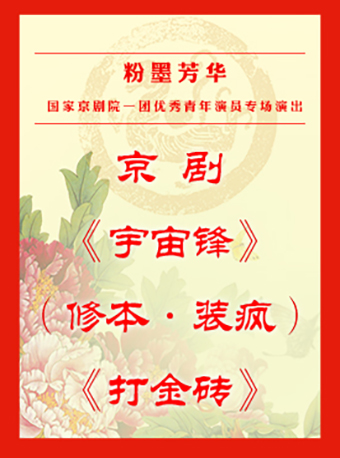 粉墨芳华
国家京剧院一团优秀青年演员专场演出
京 剧
《宇宙锋》
（修本·装疯）
《打金砖》